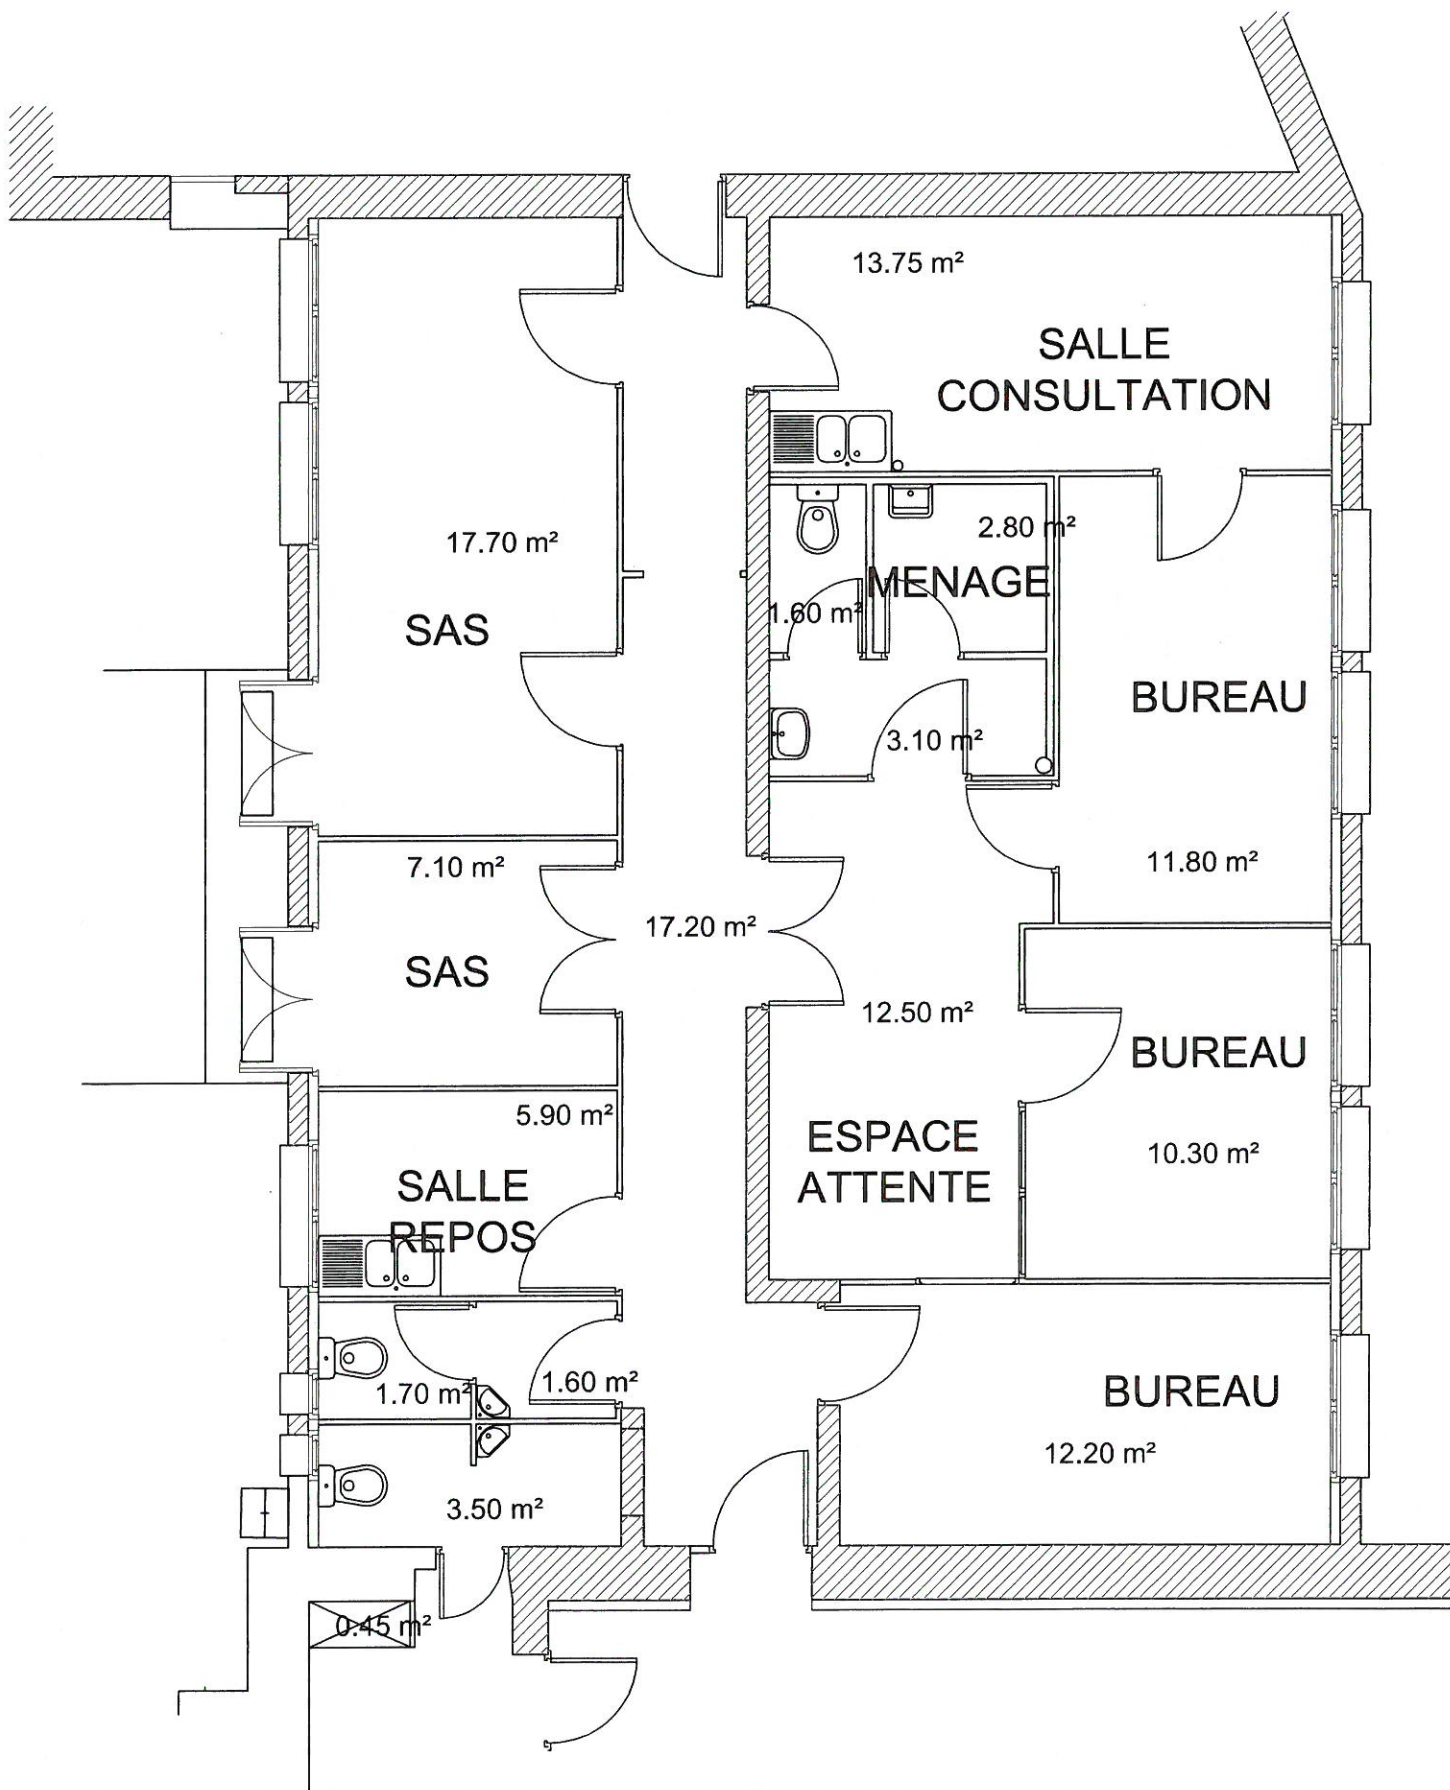 13.75 m²
SALLE
CONSULTATION
17.70 m²
SAS
2.80 m²
MENAGE
1.60 m²
3.10 m²
BUREAU
11.80 m²
7.10 m²
SAS
17.20 m²
12.50 m²
ESPACE
ATTENTE
BUREAU
10.30 m²
5.90 m²
SALLE
REPOS
1.70 m²
1.60 m²
BUREAU
12.20 m²
3.50 m²
0.45 m²